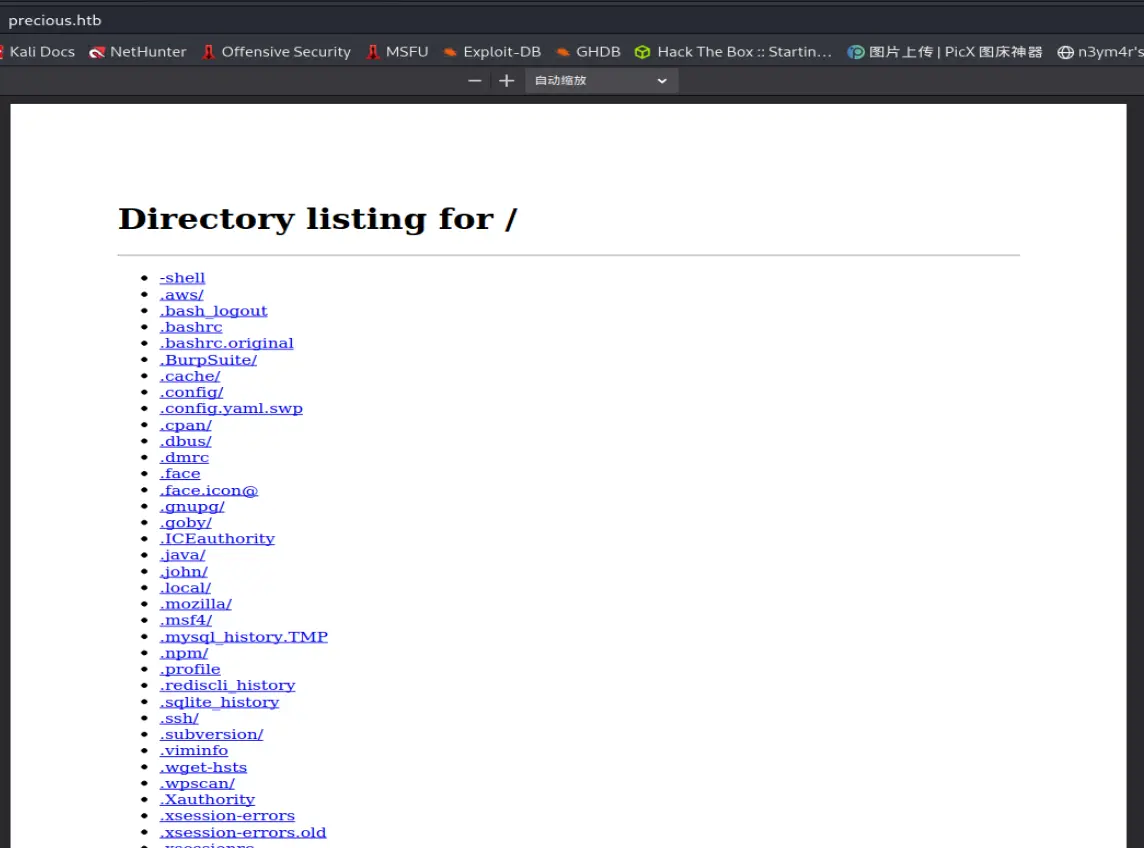 precious.htb
Kali Docs NetHunter Offensive Security MSFU Exploit-DB GHDB Hack The Box :: Startin… 图片上传 | PicX 图床神器 n3ym4r's
自动缩放
Directory listing for /
-shell
.aws/
.bash_logout
.bashrc
.bashrc.original
.BurpSuite/
.cache/
.config/
.config.yaml.swp
.cpan/
.dbus/
.dmrc
.face
.face.icon@
.gnupg/
.goby/
.ICEauthority
.java/
.john/
.local/
.mozilla/
.msf4/
.mysql_history.TMP
.npm/
.profile
.rediscli_history
.sqlite_history
.ssh/
.subversion/
.viminfo
.wget-hsts
.wpscan/
.Xauthority
.xsession-errors
.xsession-errors.old